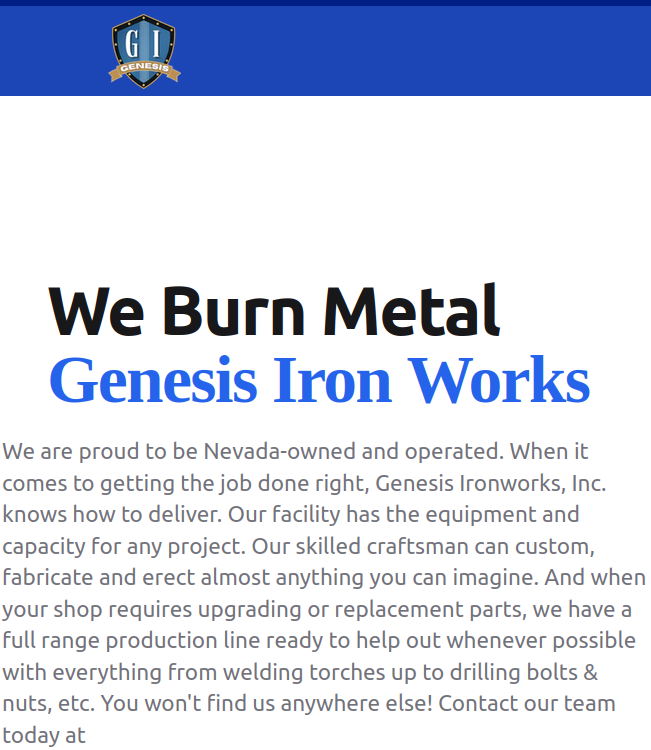 G I
GENESIS
We Burn Metal
Genesis Iron Works
We are proud to be Nevada-owned and operated. When it
comes to getting the job done right, Genesis Ironworks, Inc.
knows how to deliver. Our facility has the equipment and
capacity for any project. Our skilled craftsman can custom,
fabricate and erect almost anything you can imagine. And when
your shop requires upgrading or replacement parts, we have a
full range production line ready to help out whenever possible
with everything from welding torches up to drilling bolts &
nuts, etc. You won't find us anywhere else! Contact our team
today at